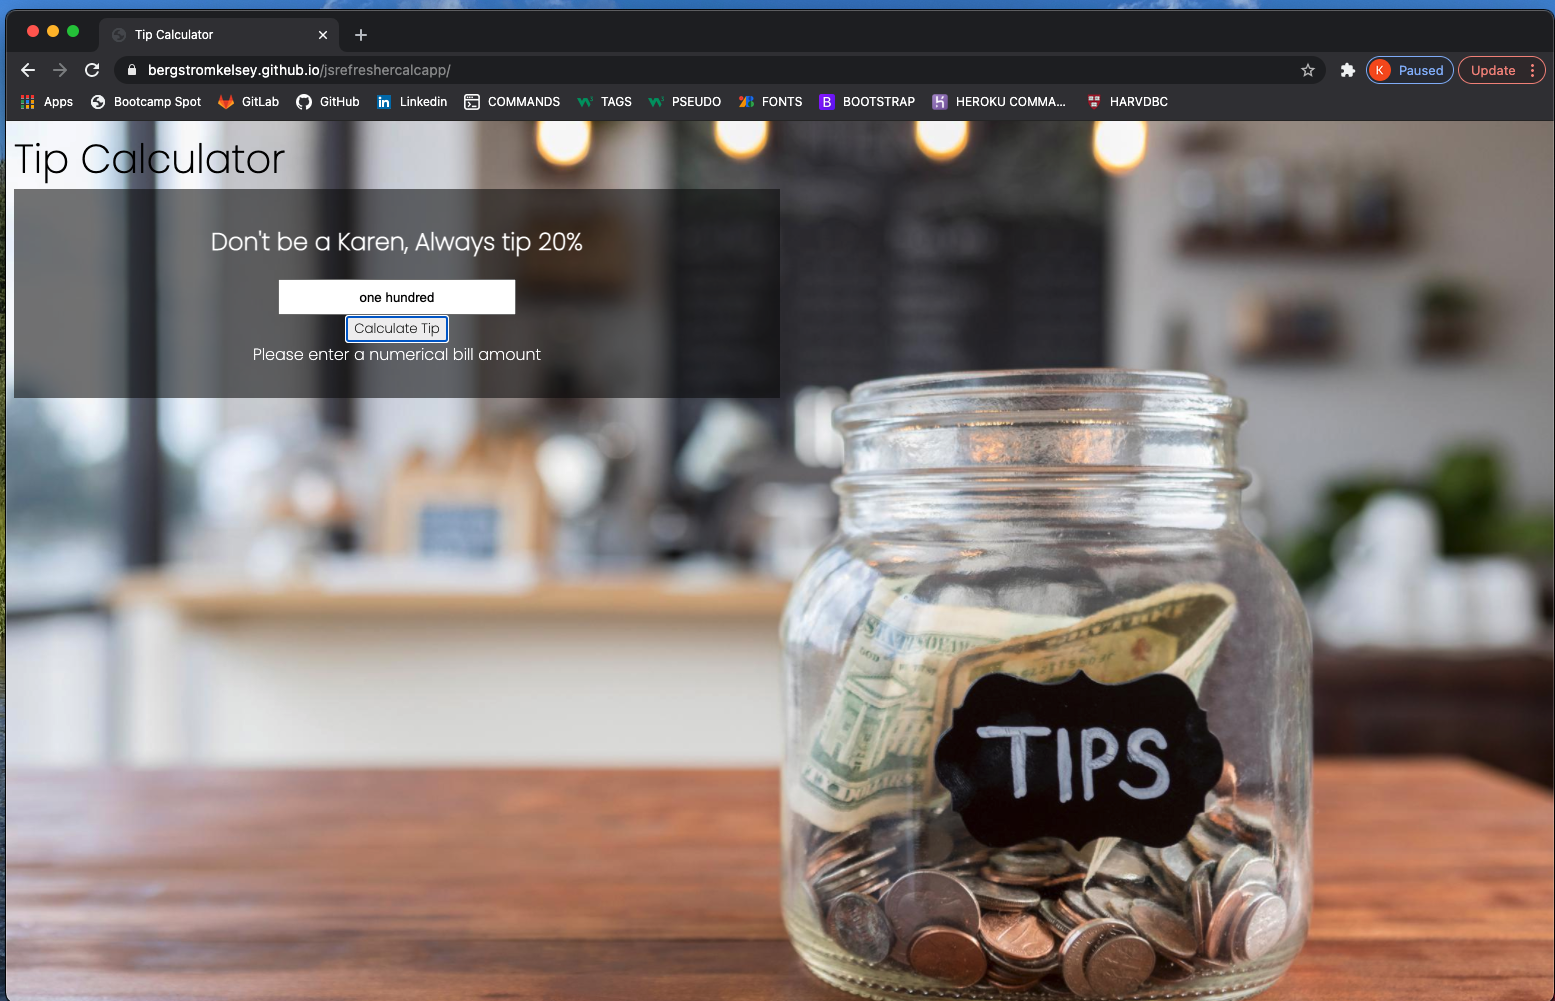 Tip Calculator
bergstromkelsey.github.io/jsrefreshercalcapp/
K Paused Update
Apps Bootcamp Spot GitLab GitHub Linkedin COMMANDS TAGS PSEUDO FONTS BOOTSTRAP HEROKU COMMA... HARVDBC
Tip Calculator
Don't be a Karen, Always tip 20%
one hundred
Calculate Tip
Please enter a numerical bill amount
TIPS